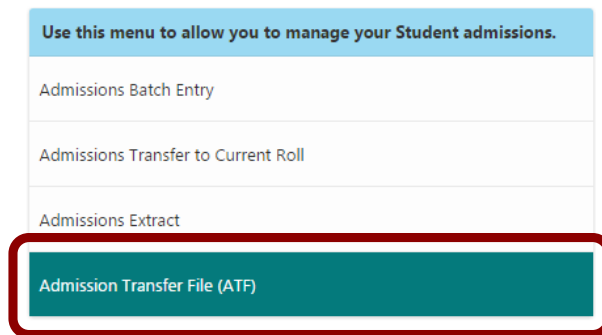 Use this menu to allow you to manage your Student admissions.
Admissions Batch Entry
Admissions Transfer to Current Roll
Admissions Extract
Admission Transfer File (ATF)